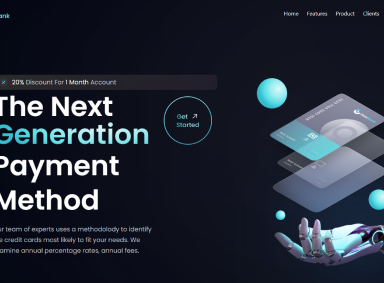 ank
Home Features Product Clients
20% Discount For 1 Month Account
The Next
Generation
Payment
Method
Get
Started
ur team of experts uses a methodolody to identify
e credit cards most likely to fit your needs. We
amine annual percentage rates, annual fees.